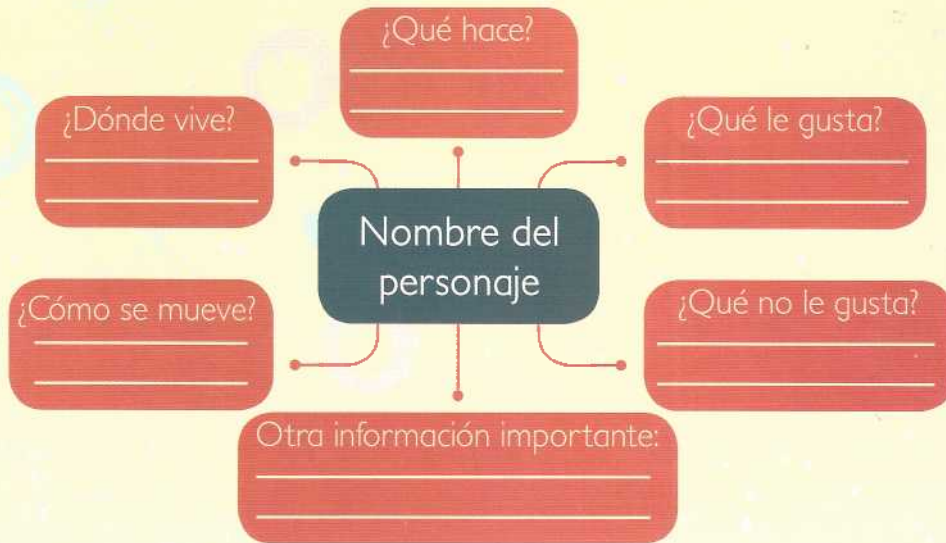 ¿Qué hace?
¿Dónde vive?
¿Qué le gusta?
Nombre del
personaje
¿Cómo se mueve?
¿Qué no le gusta?
Otra información importante: